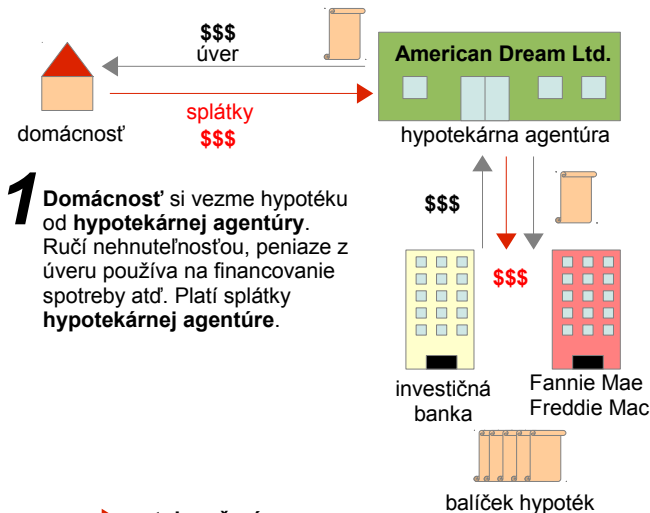 $$$
úver
American Dream Ltd.
splátky
$$$
domácnosť
hypotekárna agentúra
1
Domácnosť si vezme hypotéku
od hypotekárnej agentúry.
Ručí nehnuteľnosťou, peniaze z
úveru používa na financovanie
spotreby atď. Platí splátky
hypotekárnej agentúre.
$$$
$$$
investičná
banka
Fannie Mae
Freddie Mac
balíček hypoték